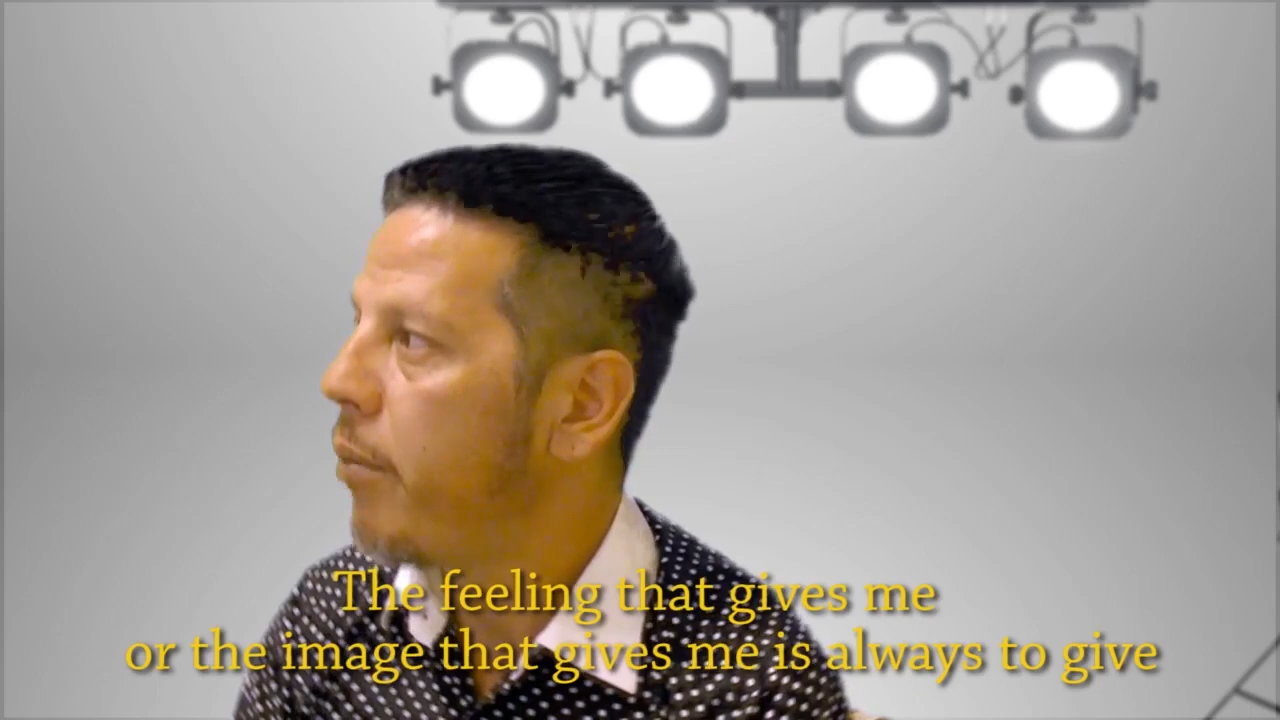 The feeling that gives me
or the image that gives me is always to give